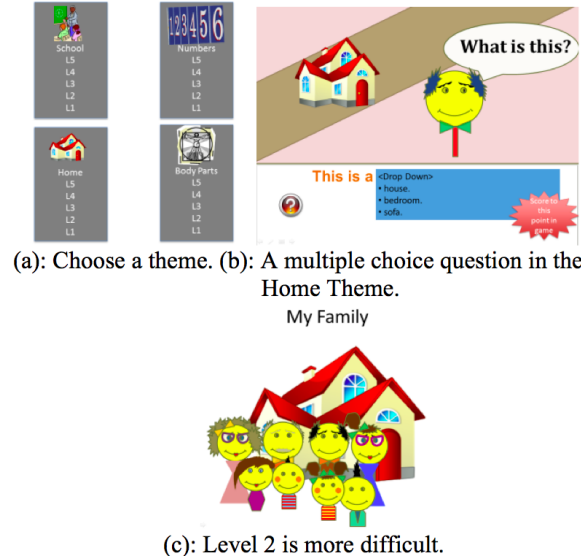 School
L5
L4
L3
L2
L1
123456
Numbers
L5
L4
L3
L2
L1
Home
L5
L4
L3
L2
L1
Body Parts
L5
L4
L3
L2
L1
What is this?
This is a
<Drop Down>
• house.
• bedroom.
• sofa.
?
Score to
this
point in
game
(a): Choose a theme. (b): A multiple choice question in the
Home Theme.
My Family
(c): Level 2 is more difficult.